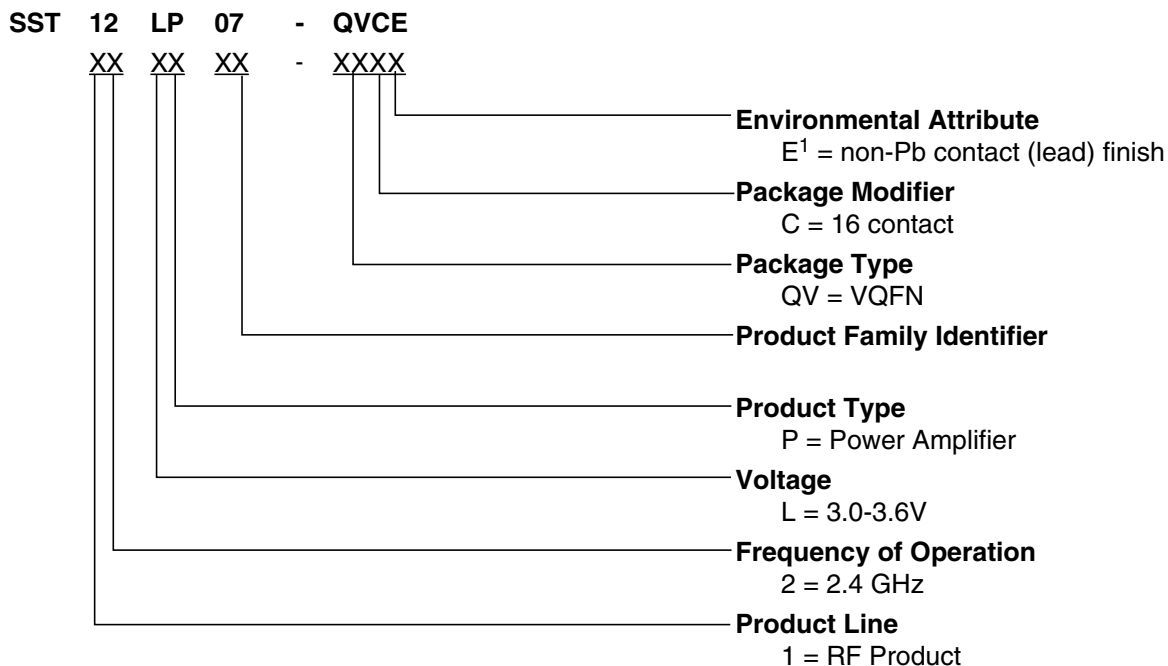 SST 12 LP 07 - QVCE
XX XX XX - XXXX
Environmental Attribute
E¹ = non-Pb contact (lead) finish
Package Modifier
C = 16 contact
Package Type
QV = VQFN
Product Family Identifier
Product Type
P = Power Amplifier
Voltage
L = 3.0-3.6V
Frequency of Operation
2 = 2.4 GHz
Product Line
1 = RF Product